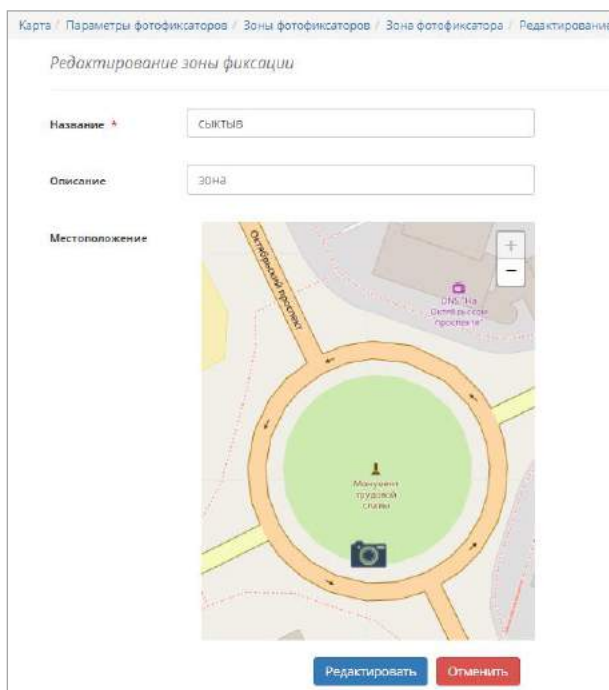 Карта / Параметры фотофиксаторов / Зоны фотофиксаторов / Зона фотофиксатора / Редактирование
Редактирование зоны фиксации
Название *
сыктыв
Описание
зона
Местоположение
Октябрьский проспект
+
−
DNS "На
Октябрьском
проспекте"
Монумент
трудовой
славы
Редактировать
Отменить